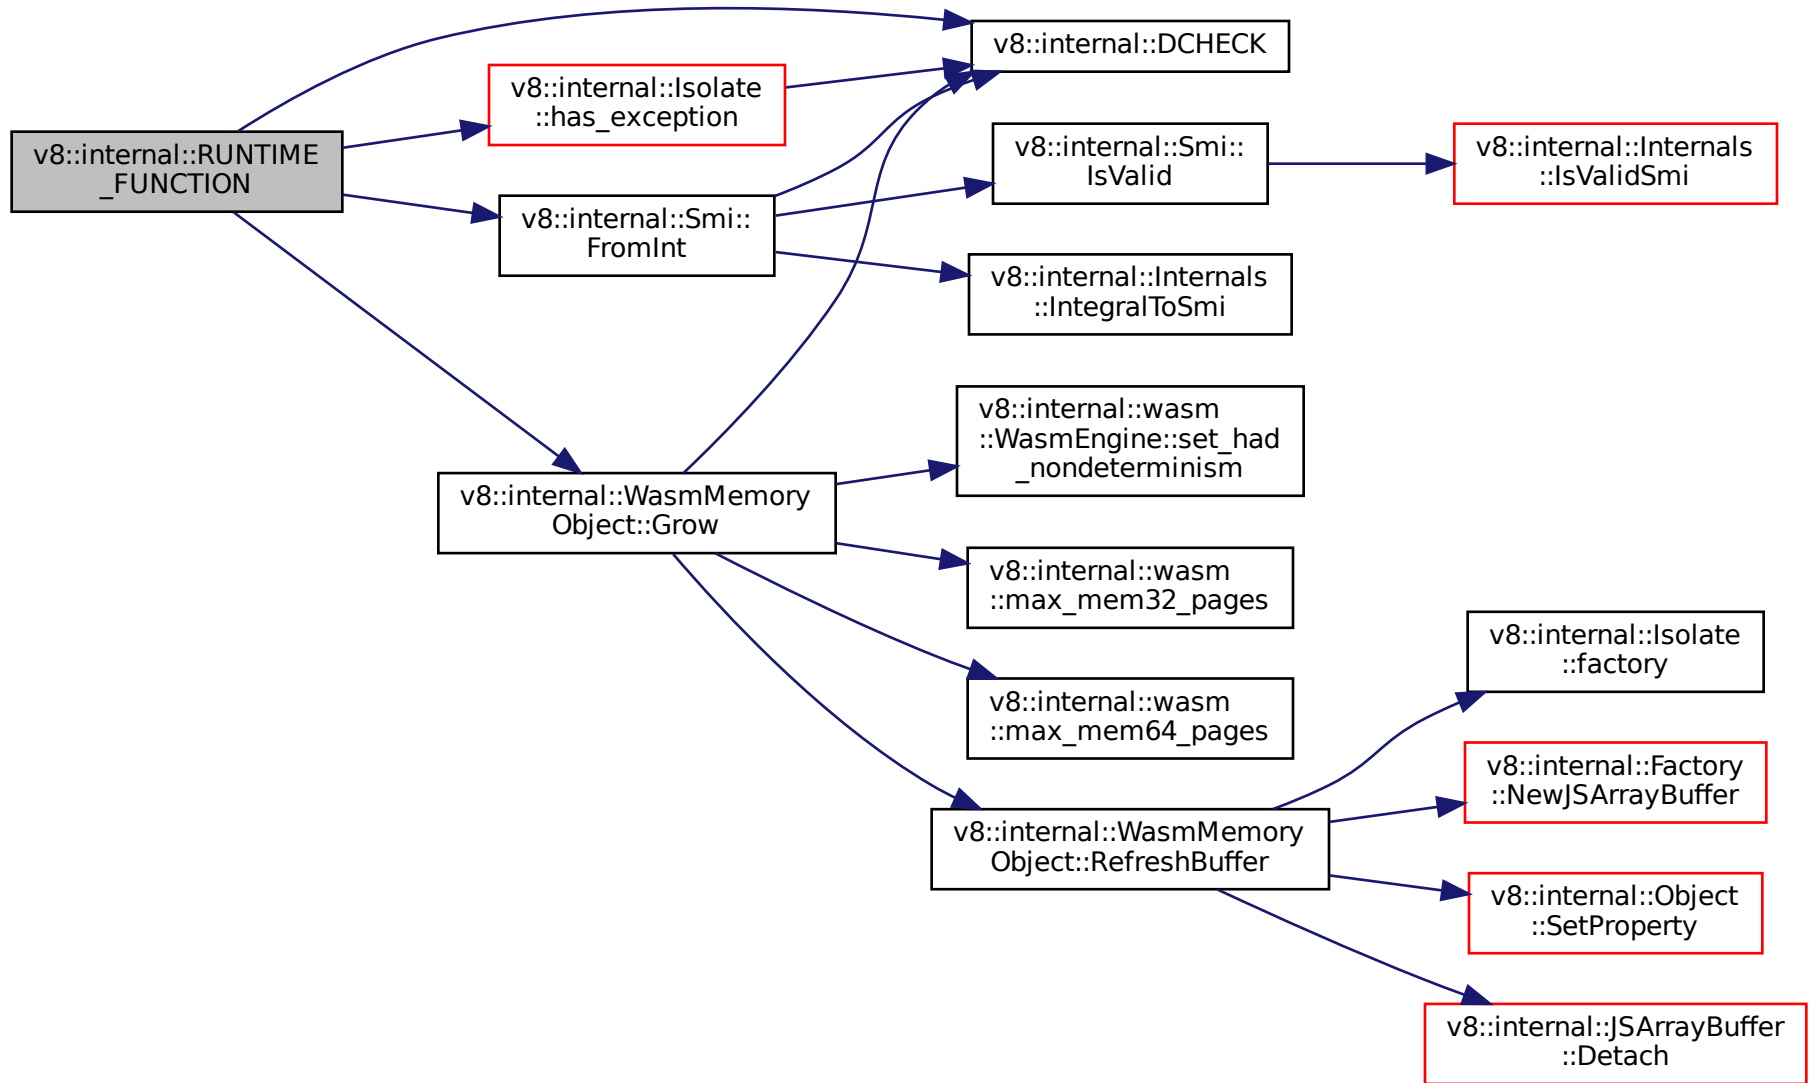 v8::internal::RUNTIME
_FUNCTION
v8::internal::DCHECK
v8::internal::Isolate
::has_exception
v8::internal::Smi::
FromInt
v8::internal::Smi::
IsValid
v8::internal::Internals
::IsValidSmi
v8::internal::Internals
::IntegralToSmi
v8::internal::WasmMemory
Object::Grow
v8::internal::wasm
::WasmEngine::set_had
_nondeterminism
v8::internal::wasm
::max_mem32_pages
v8::internal::wasm
::max_mem64_pages
v8::internal::WasmMemory
Object::RefreshBuffer
v8::internal::Isolate
::factory
v8::internal::Factory
::NewJSArrayBuffer
v8::internal::Object
::SetProperty
v8::internal::JSArrayBuffer
::Detach